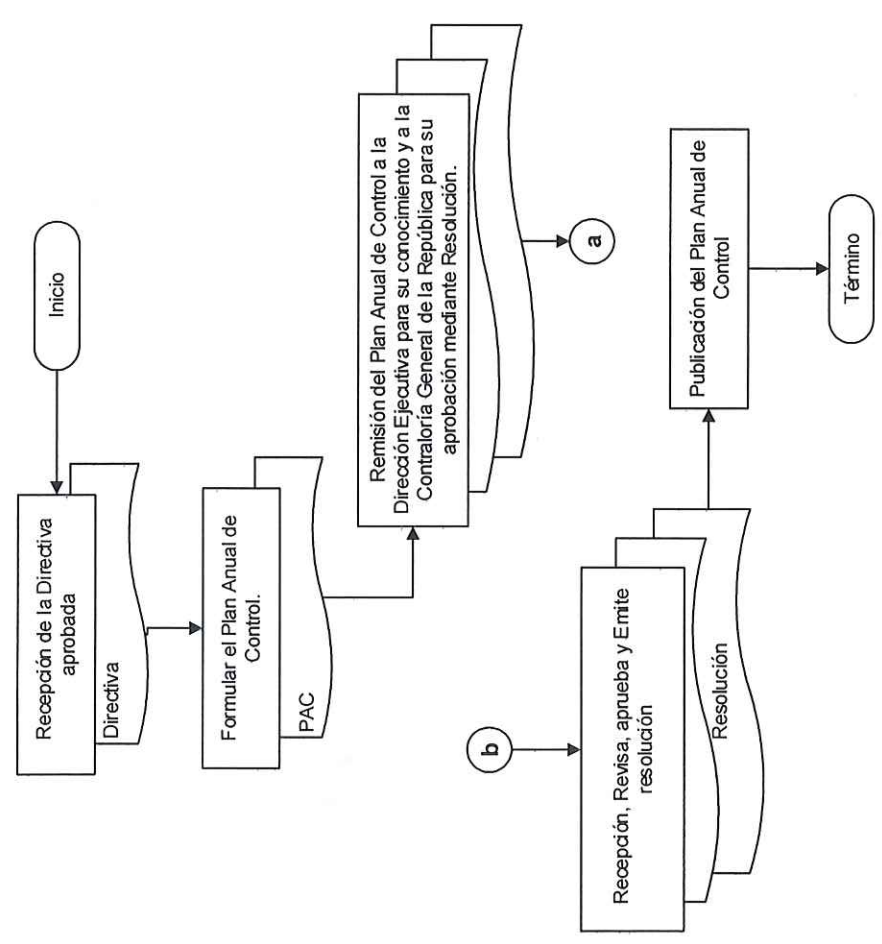 Inicio
Recepción de la Directiva
aprobada
Directiva
Formular el Plan Anual de
Control.
PAC
Remisión del Plan Anual de Control a la
Dirección Ejecutiva para su conocimiento y a la
Contraloría General de la República para su
aprobación mediante Resolución.
a
b
Recepción, Revisa, aprueba y Emite
resolución
Resolución
Publicación del Plan Anual de
Control
Término